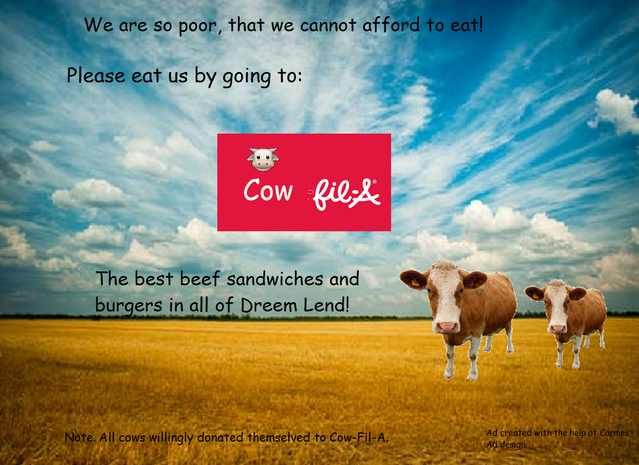 We are so poor, that we cannot afford to eat!
Please eat us by going to:
Cow fil-A
The best beef sandwiches and
burgers in all of Dreem Lend!
Note. All cows willingly donated themselved to Cow-Fil-A.
Ad created with the help of Carmes'
Ad design.